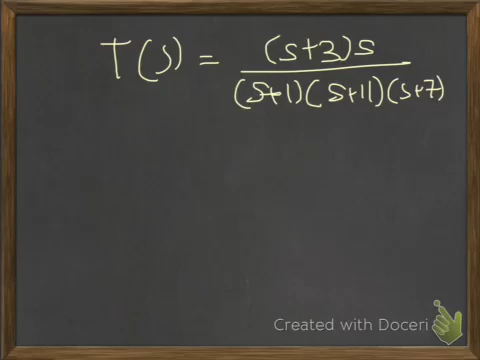 T(s) = (s+3)s
(s+1)(s+11)(s+7)
Created with Doceri